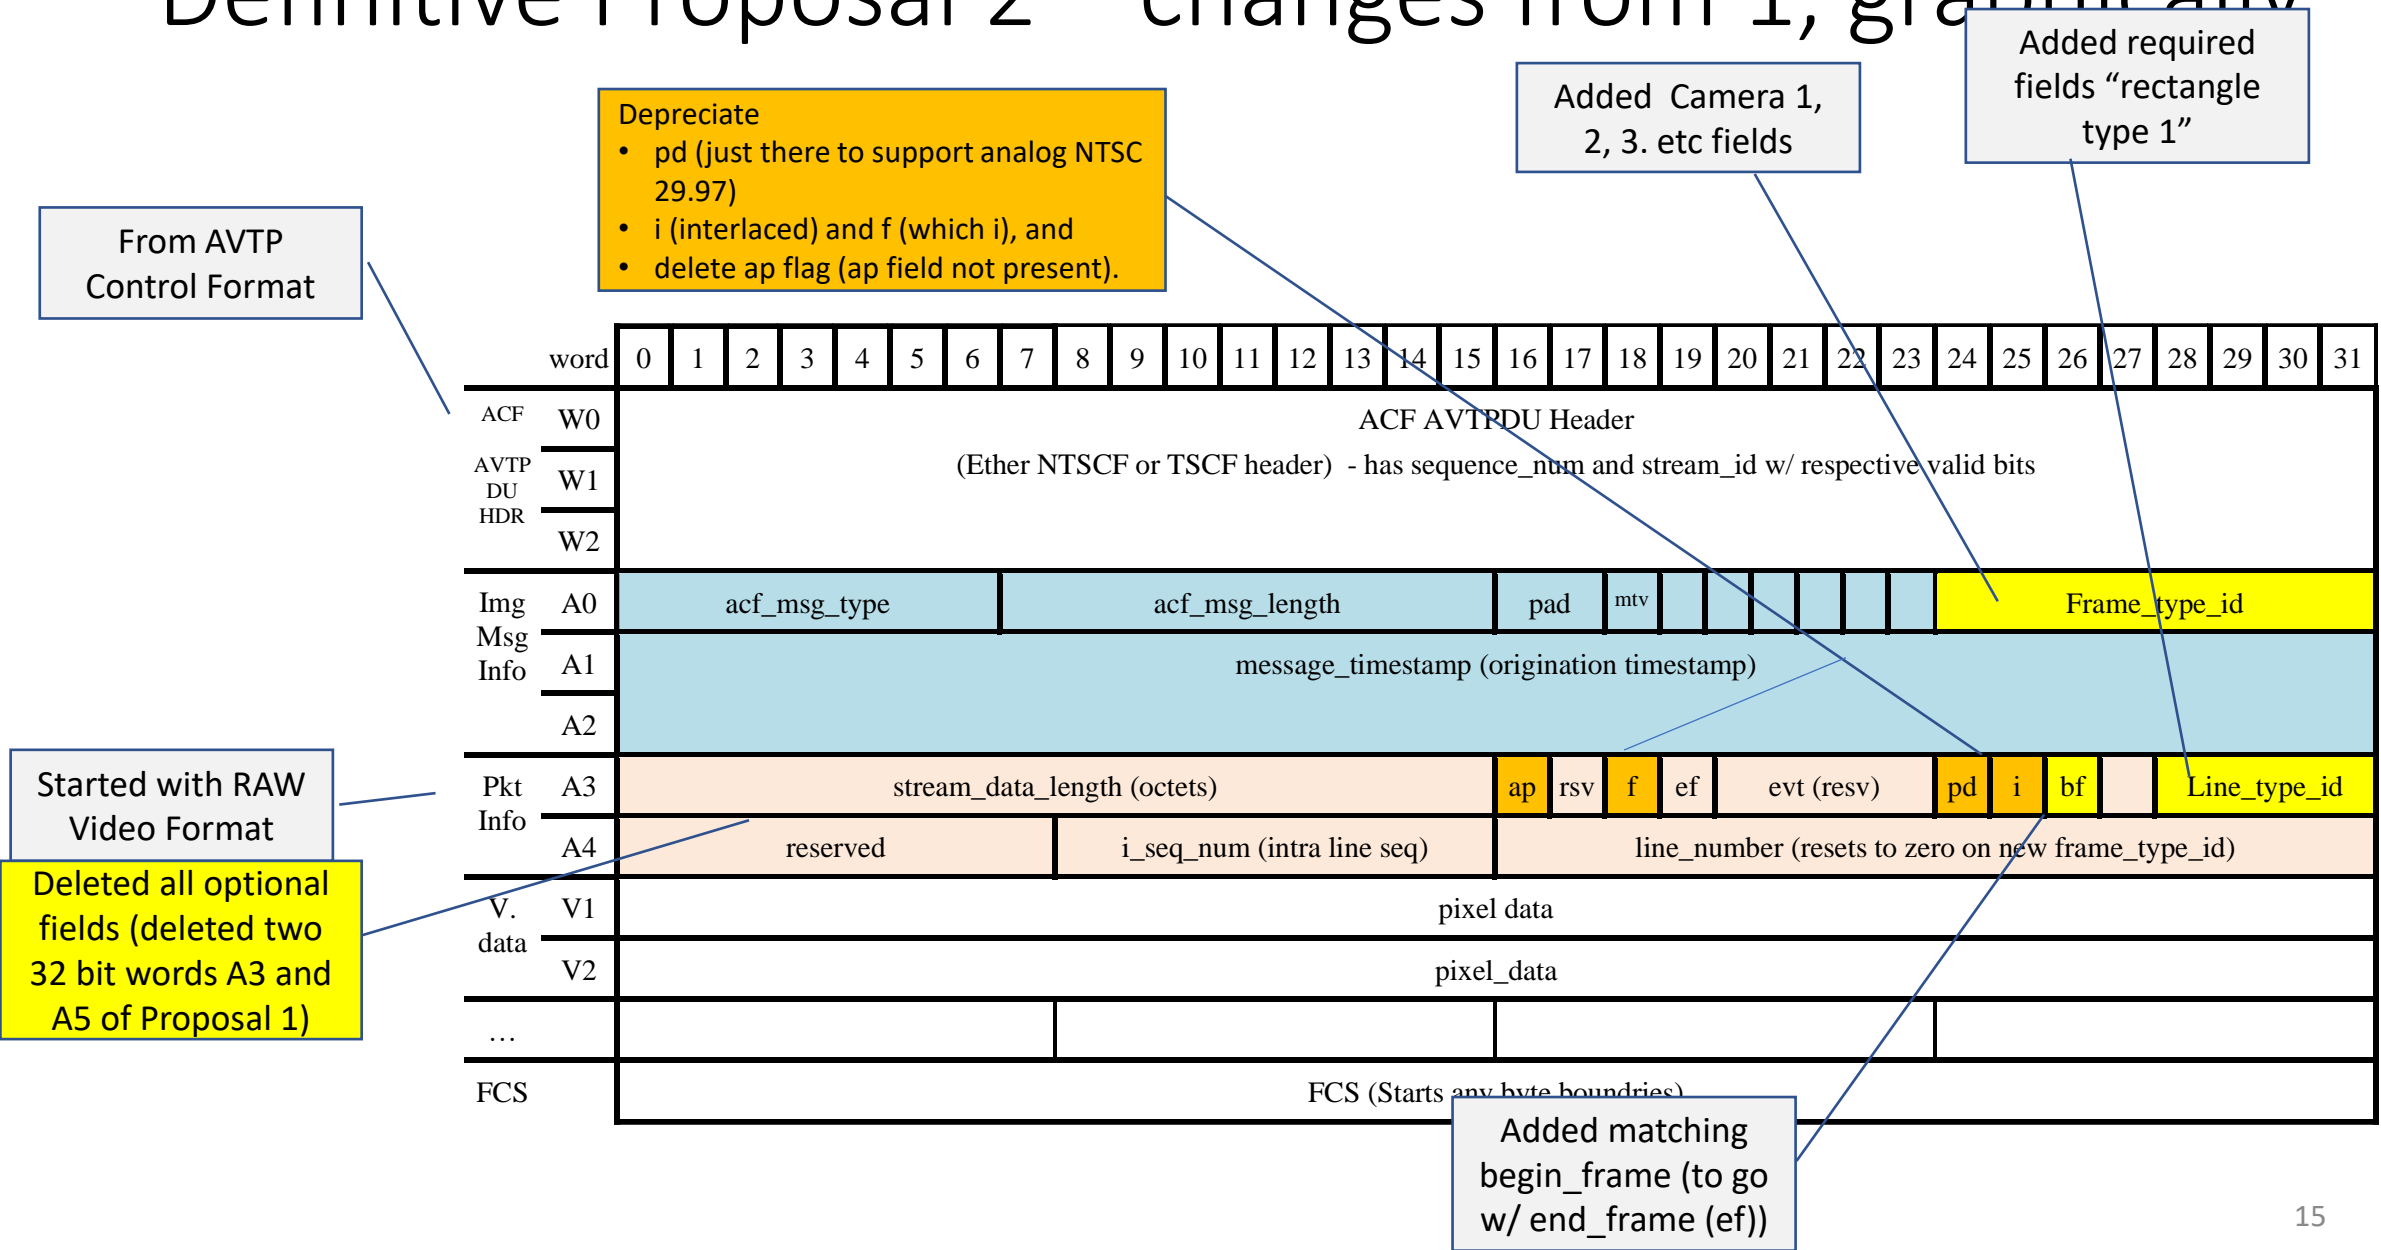 Definitive Proposal 2 changes from 1, graphically
Added required
fields “rectangle
type 1”
Added  Camera 1,
2, 3. etc fields
Depreciate
• pd (just there to support analog NTSC
29.97)
• i (interlaced) and f (which i), and
• delete ap flag (ap field not present).
From AVTP
Control Format
word 0 1 2 3 4 5 6 7 8 9 10 11 12 13 14 15 16 17 18 19 20 21 22 23 24 25 26 27 28 29 30 31
ACF W0 ACF AVTPDU Header
AVTP
DU
HDR
W1 (Ether NTSCF or TSCF header)  - has sequence_num and stream_id w/ respective valid bits
W2
Img
Msg
Info
A0 acf_msg_type acf_msg_length pad mtv Frame_type_id
A1 message_timestamp (origination timestamp)
A2
Started with RAW
Video Format
Pkt
Info
A3 stream_data_length (octets) ap rsv f ef evt (resv) pd i bf Line_type_id
A4 reserved i_seq_num (intra line seq) line_number (resets to zero on new frame_type_id)
Deleted all optional
fields (deleted two
32 bit words A3 and
A5 of Proposal 1)
V.
data
V1 pixel data
V2 pixel_data
…
FCS FCS (Starts any byte boundries)
Added matching
begin_frame (to go
w/ end_frame (ef))
15